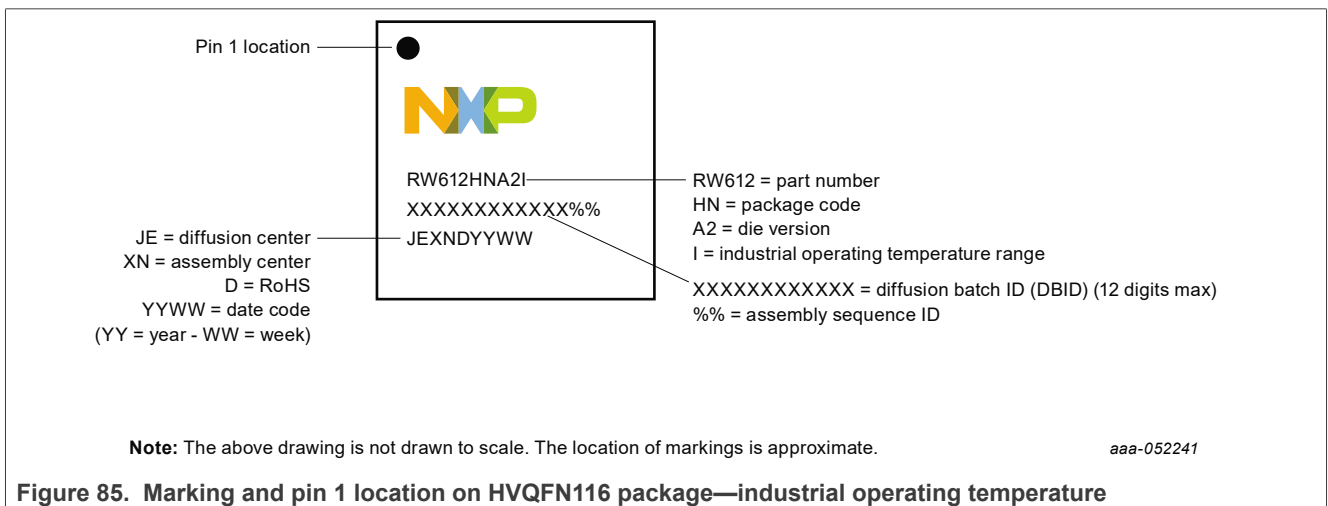 Pin 1 location
NXP
RW612HNA2I
XXXXXXXXXXXX%%
JEXNDYYWW
JE = diffusion center
XN = assembly center
D = RoHS
YYWW = date code
(YY = year - WW = week)
RW612 = part number
HN = package code
A2 = die version
I = industrial operating temperature range
XXXXXXXXXXXX = diffusion batch ID (DBID) (12 digits max)
%% = assembly sequence ID
Note: The above drawing is not drawn to scale. The location of markings is approximate.
aaa-052241
Figure 85. Marking and pin 1 location on HVQFN116 package—industrial operating temperature